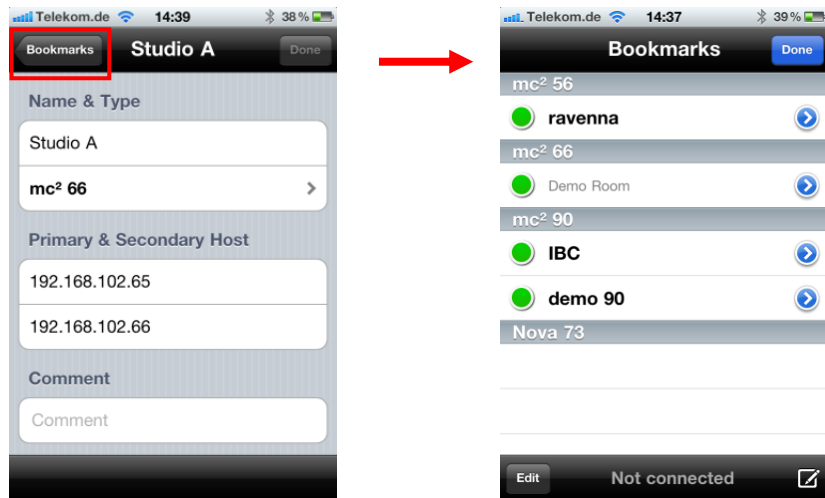 Telekom.de 14:39 38 %
Bookmarks Studio A Done
Name & Type
Studio A
mc² 66
Primary & Secondary Host
192.168.102.65
192.168.102.66
Comment
Comment
Telekom.de 14:37 39 %
Bookmarks Done
mc² 56
ravenna
mc² 66
Demo Room
mc² 90
IBC
demo 90
Nova 73
Edit Not connected